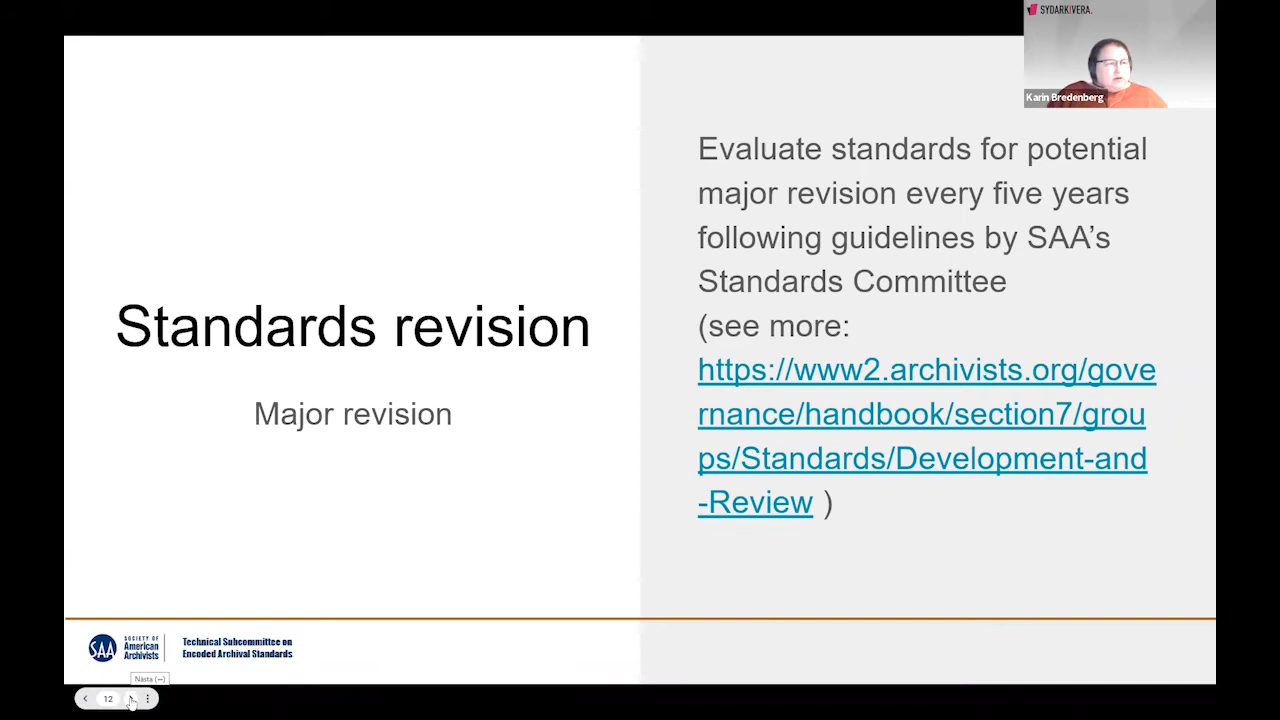 SYDARKIVERA.
Karin Bredenberg
Standards revision
Major revision
Evaluate standards for potential
major revision every five years
following guidelines by SAA’s
Standards Committee
(see more:
https://www2.archivists.org/gove
rnance/handbook/section7/grou
ps/Standards/Development-and
-Review )
SAA
SOCIETY OF
American
Archivists
Technical Subcommittee on
Encoded Archival Standards
Nästa (→)
12